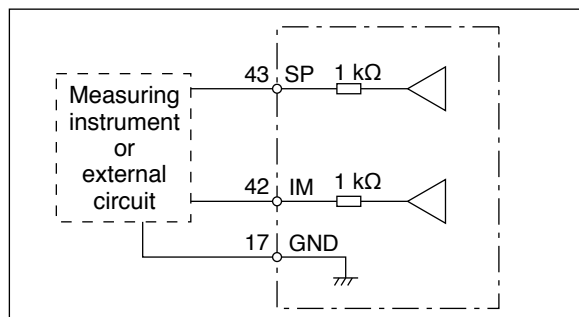 43 SP 1 kΩ
Measuring
instrument
or
external
circuit
42 IM 1 kΩ
17 GND